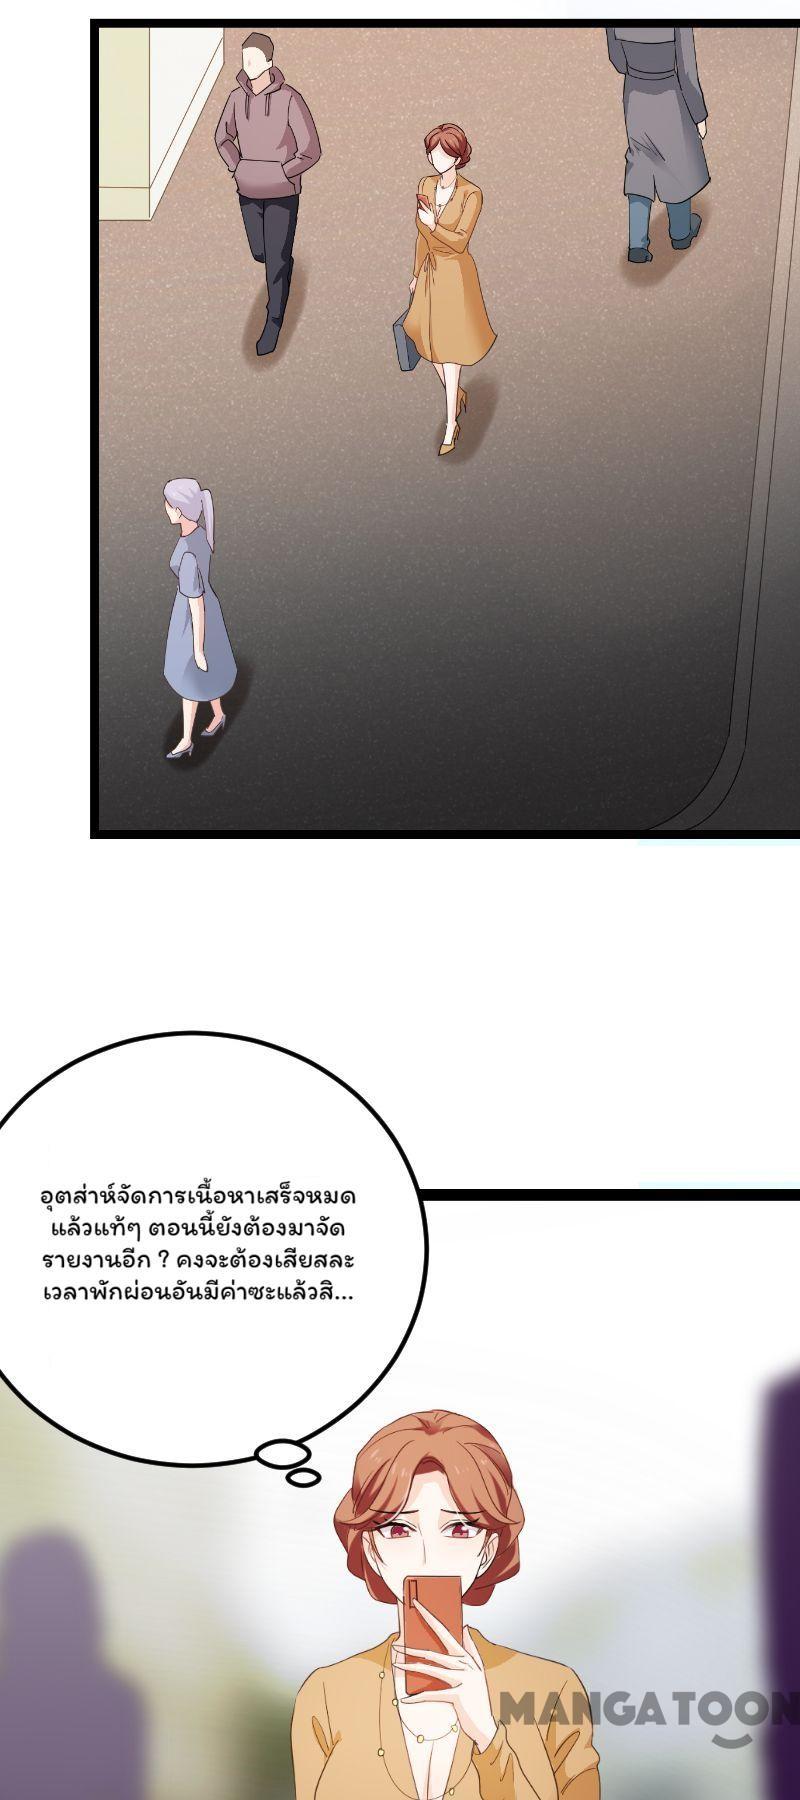 อุตส่าห์จัดการเนื้อหาเสร็จหมด
แล้วแท้ๆ ตอนนี้ยังต้องมาจัด
รายงานอีก ? คงจะต้องเสียสละ
เวลาพักผ่อนอันมีค่าซะแล้วสิ...
MANGATOON